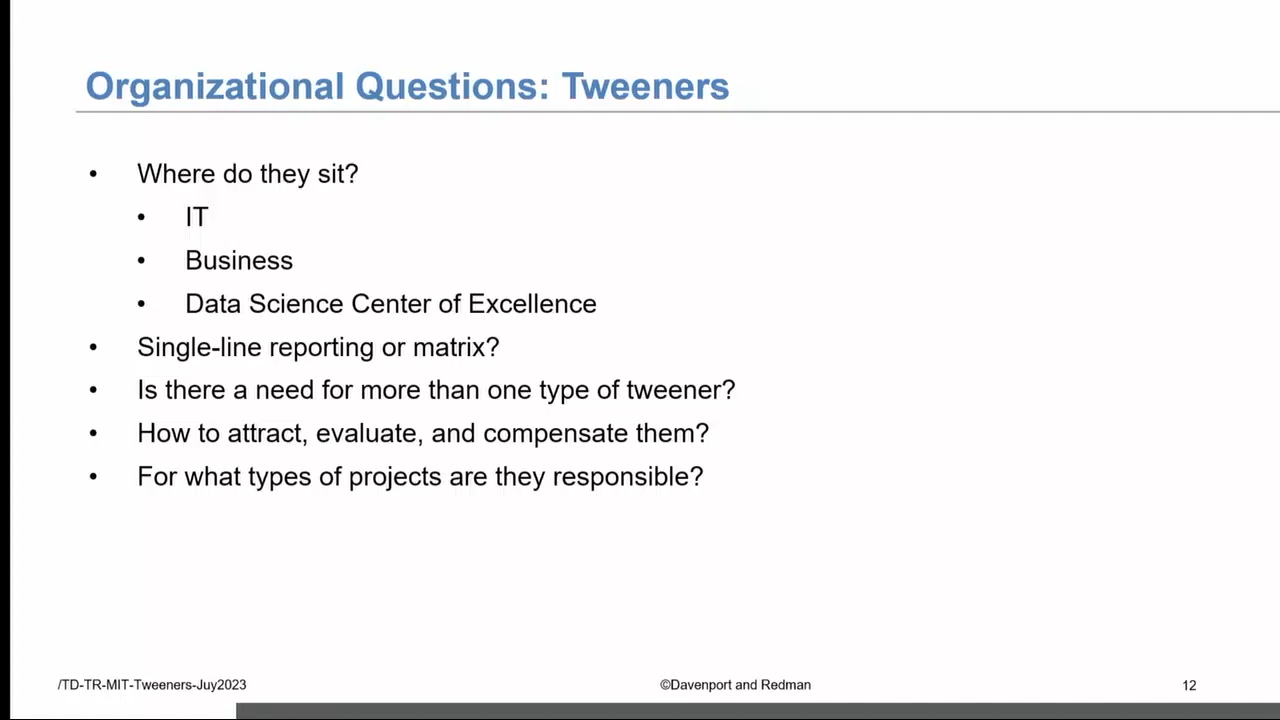 Organizational Questions: Tweeners
• Where do they sit?
• IT
• Business
• Data Science Center of Excellence
• Single-line reporting or matrix?
• Is there a need for more than one type of tweener?
• How to attract, evaluate, and compensate them?
• For what types of projects are they responsible?
/TD-TR-MIT-Tweeners-Juy2023
©Davenport and Redman
12